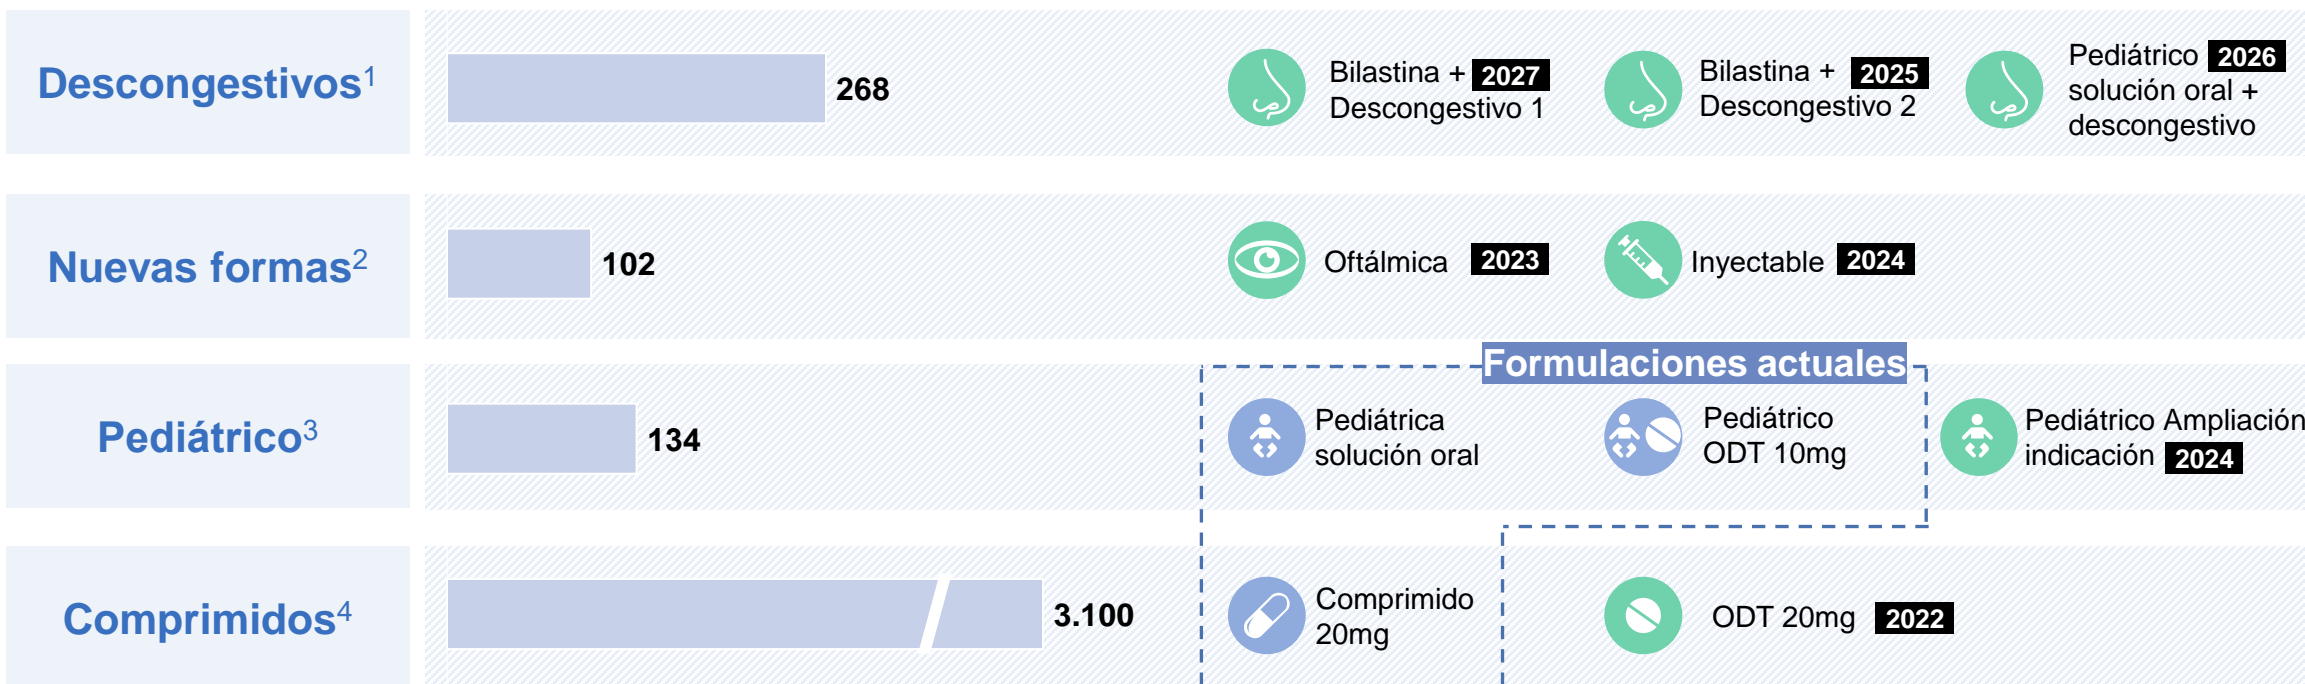 Descongestivos1
268
Bilastina + 2027
Descongestivo 1
Bilastina + 2025
Descongestivo 2
Pediátrico 2026
solución oral +
descongestivo
Nuevas formas2
102
Oftálmica 2023
Inyectable 2024
Formulaciones actuales
Pediátrico3
134
Pediátrica
solución oral
Pediátrico
ODT 10mg
Pediátrico Ampliación
indicación 2024
Comprimidos4
3.100
Comprimido
20mg
ODT 20mg 2022